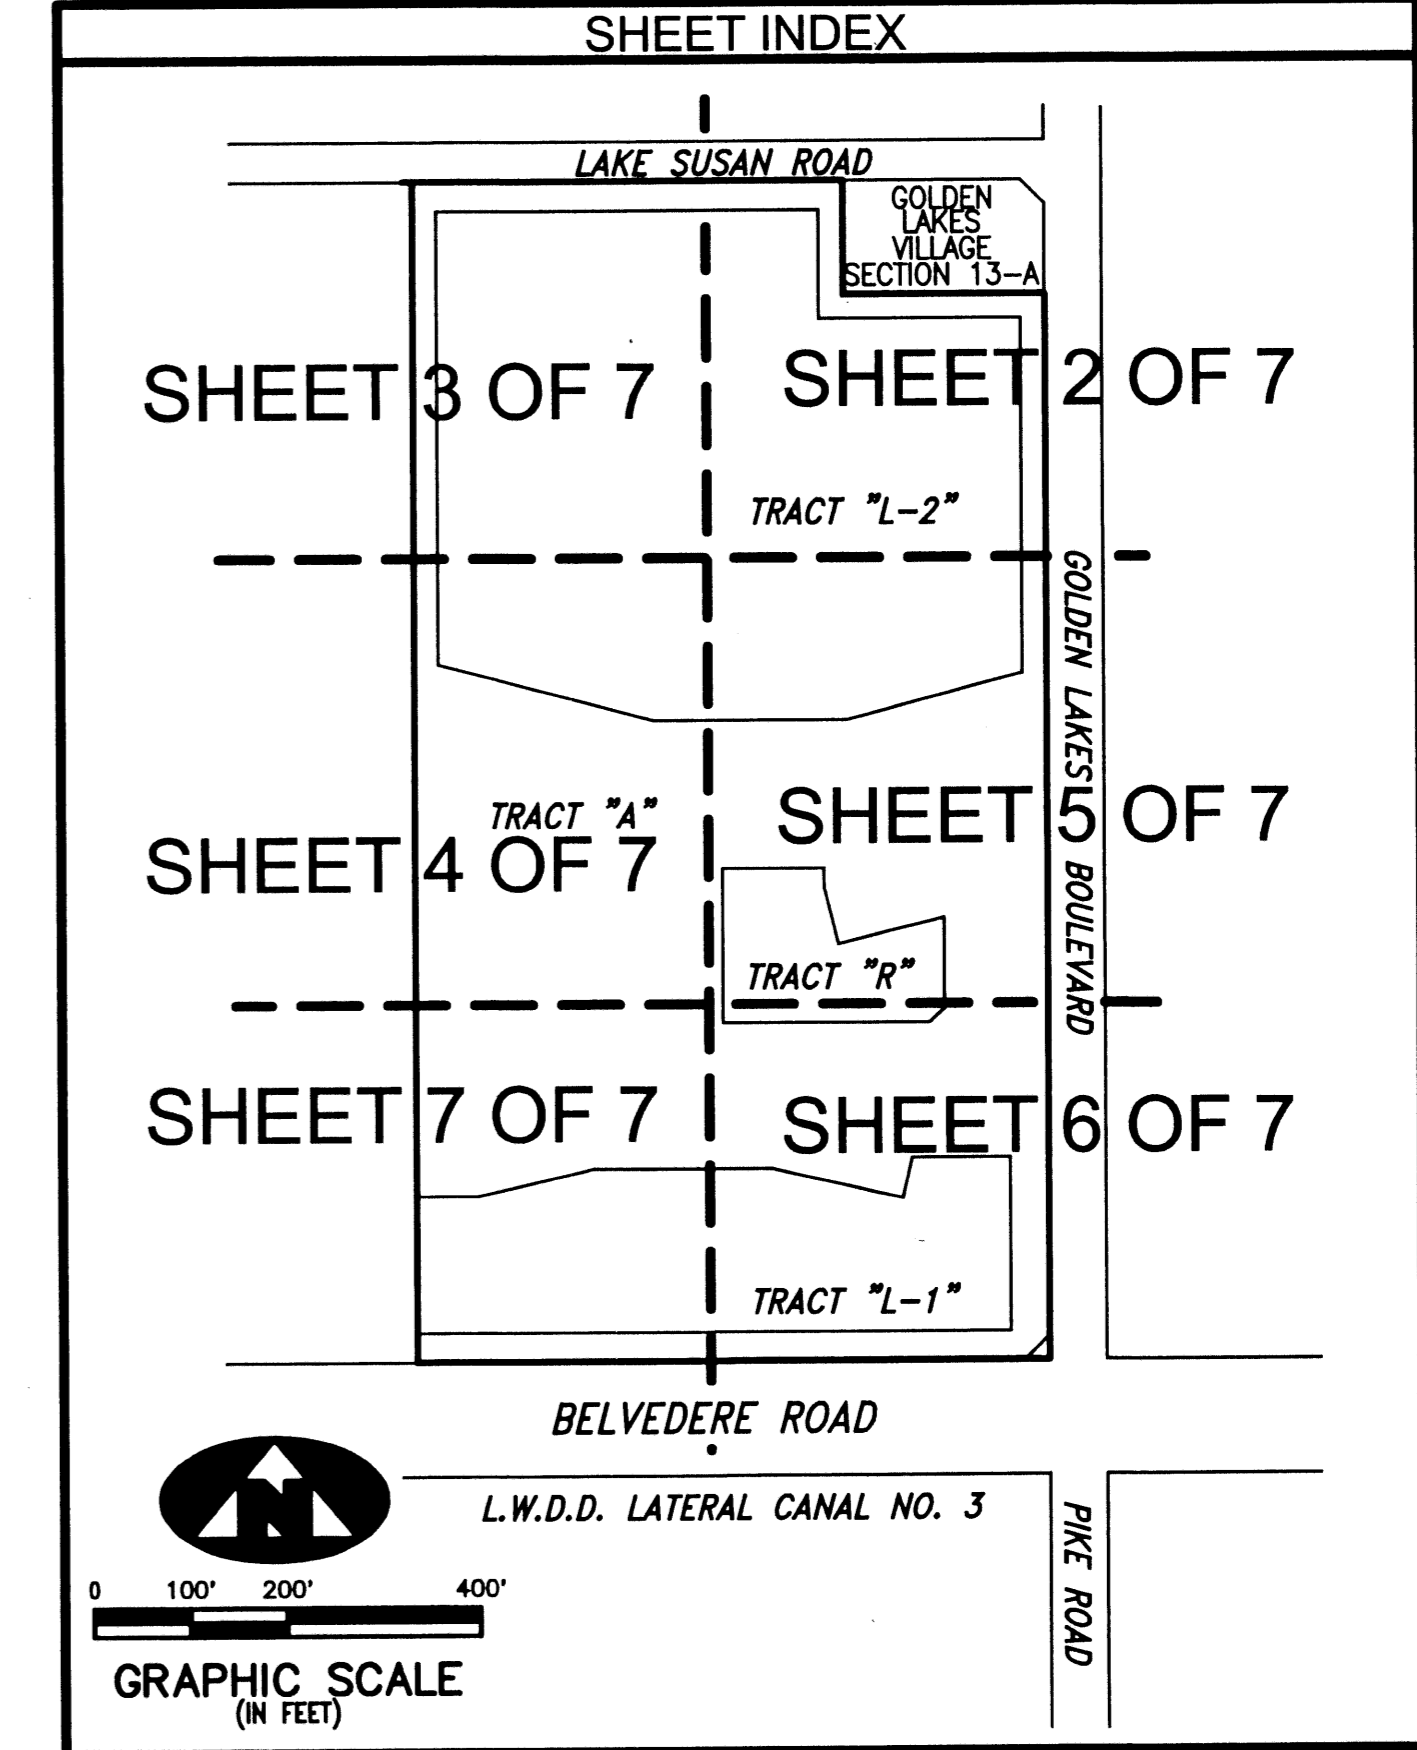 SHEET INDEX
LAKE SUSAN ROAD
GOLDEN
LAKES
VILLAGE
SECTION 13-A
SHEET 3 OF 7
SHEET 2 OF 7
TRACT "L-2"
GOLDEN LAKES BOULEVARD
TRACT "A"
SHEET 5 OF 7
SHEET 4 OF 7
TRACT "R"
SHEET 7 OF 7
SHEET 6 OF 7
TRACT "L-1"
BELVEDERE ROAD
N
L.W.D.D. LATERAL CANAL NO. 3
PIKE ROAD
0 100' 200' 400'
GRAPHIC SCALE
(IN FEET)